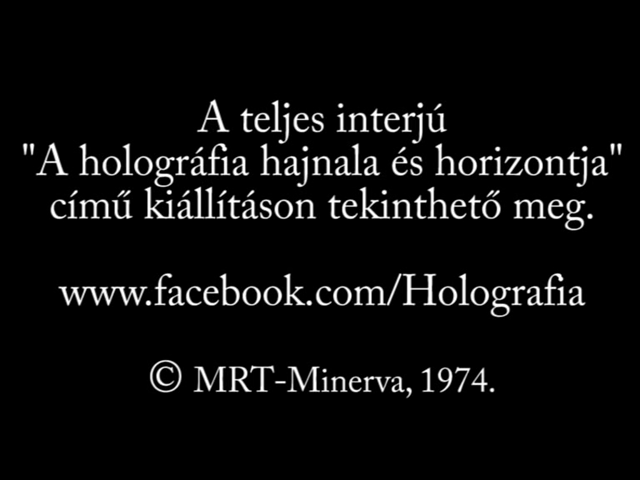 A teljes interjú
"A holográfia hajnala és horizontja"
című kiállításon tekinthető meg.
www.facebook.com/Holografia
© MRT-Minerva, 1974.